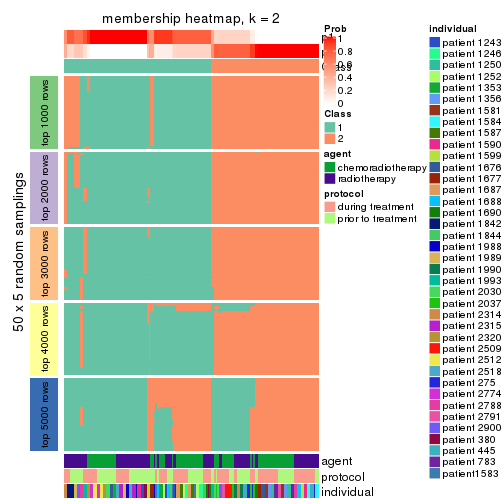 membership heatmap, k = 2
50 x 5 random samplings
top 1000 rows
top 2000 rows
top 3000 rows
top 4000 rows
top 5000 rows
agent
protocol
individual
Prob
1
0.8
0.6
0.4
0.2
0
Class
1
2
agent
chemoradiotherapy
radiotherapy
protocol
during treatment
prior to treatment
individual
patient 1243
patient 1246
patient 1250
patient 1252
patient 1353
patient 1356
patient 1581
patient 1584
patient 1587
patient 1590
patient 1599
patient 1676
patient 1677
patient 1687
patient 1688
patient 1690
patient 1842
patient 1844
patient 1988
patient 1989
patient 1990
patient 1993
patient 2030
patient 2037
patient 2314
patient 2315
patient 2320
patient 2509
patient 2512
patient 2518
patient 275
patient 2774
patient 2788
patient 2791
patient 2900
patient 380
patient 445
patient 783
patient1583